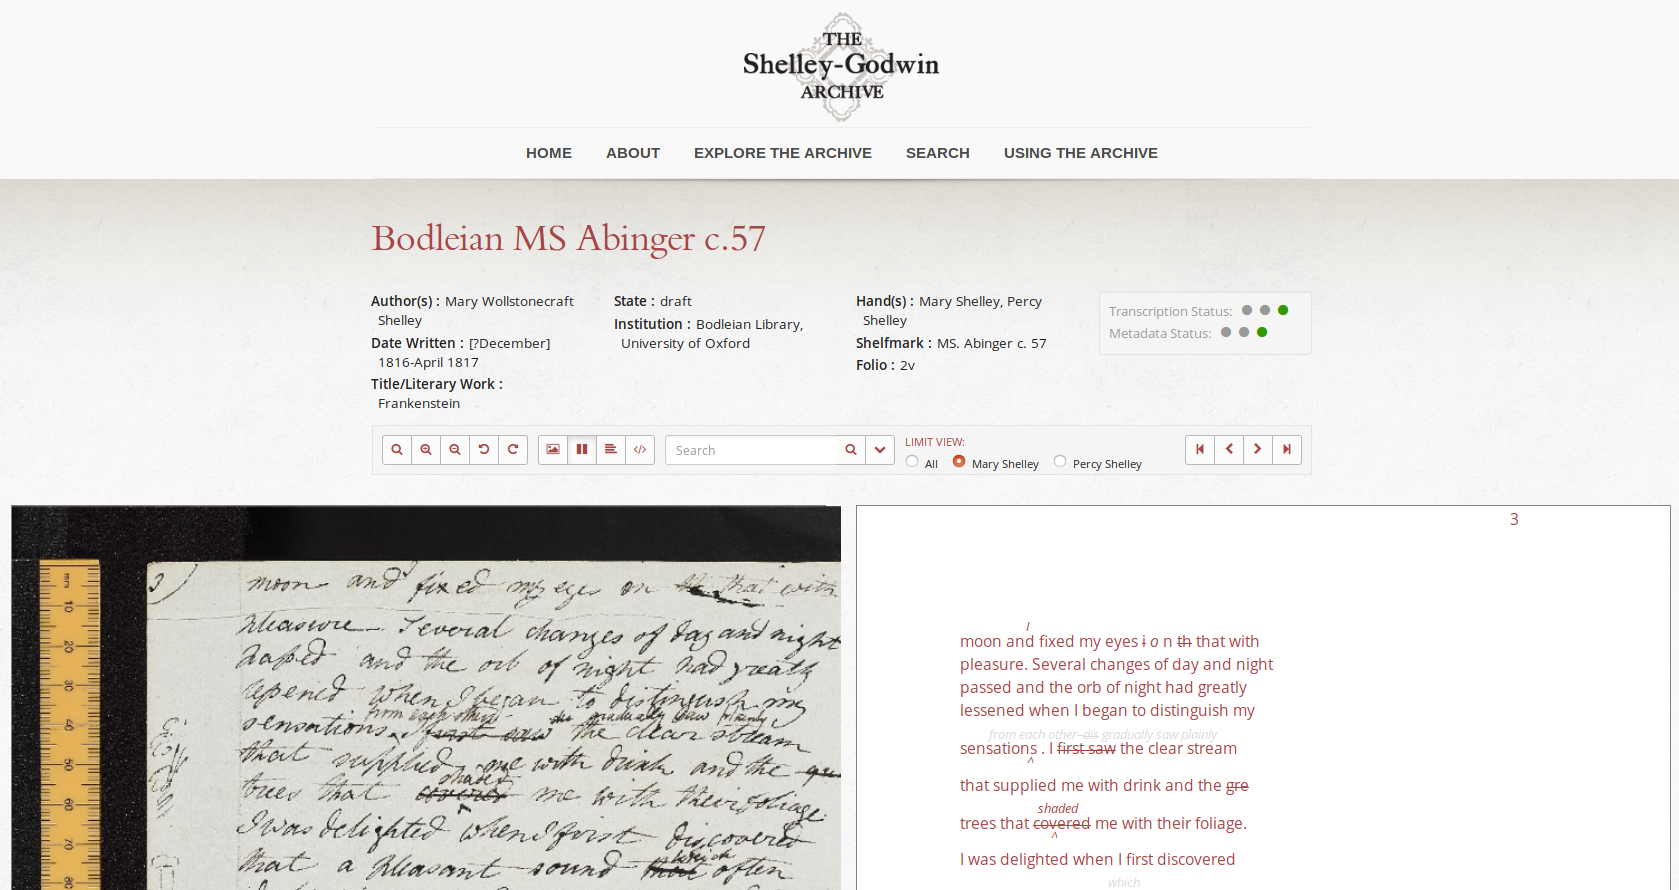 THE
Shelley-Godwin
ARCHIVE
HOME ABOUT EXPLORE THE ARCHIVE SEARCH USING THE ARCHIVE
Bodleian MS Abinger c.57
Author(s) : Mary Wollstonecraft
Shelley
Date Written : [?December]
1816-April 1817
Title/Literary Work :
Frankenstein
State : draft
Institution : Bodleian Library,
University of Oxford
Hand(s) : Mary Shelley, Percy
Shelley
Shelfmark : MS. Abinger c. 57
Folio : 2v
Transcription Status:
Metadata Status:
Search
LIMIT VIEW:
All Mary Shelley Percy Shelley
mm
10
20
30
40
50
60
70
80
3)
moon and fixed my eyes on the that with
pleasure. Several changes of day and night
passed and the orb of night had greatly
lessened when I began to distinguish my
from each other gradually saw plainly
sensations. I first saw the clear stream
that supplied me with drink and the gre
shaded
trees that covered me with their foliage.
I was delighted when I first discovered
which
that a pleasant sound that often
3
I
moon and fixed my eyes i o n th that with
pleasure. Several changes of day and night
passed and the orb of night had greatly
lessened when I began to distinguish my
from each other–dis gradually saw plainly
sensations . I first saw the clear stream
^
that supplied me with drink and the gre
shaded
trees that covered me with their foliage.
^
I was delighted when I first discovered
which